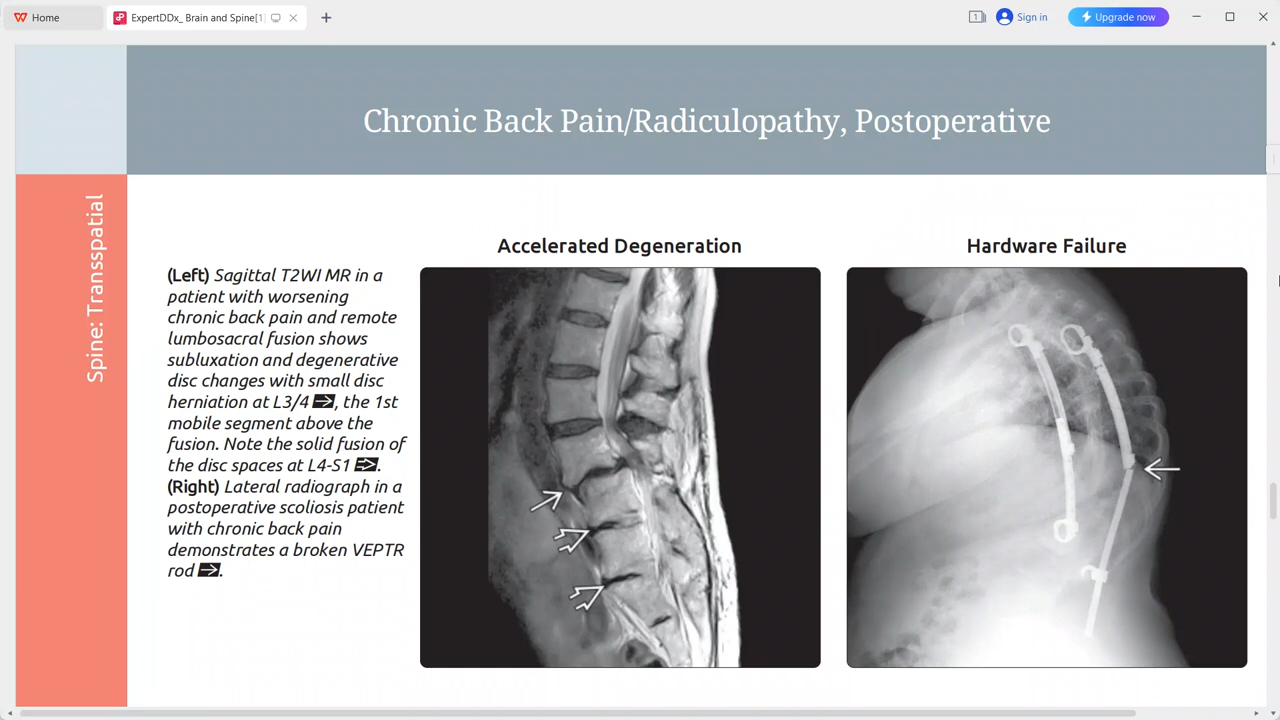 Home
ExpertDDx_ Brain and Spine[1]
1
Sign in
Upgrade now
Chronic Back Pain/Radiculopathy, Postoperative
Spine: Transspatial
(Left) Sagittal T2WI MR in a
patient with worsening
chronic back pain and remote
lumbosacral fusion shows
subluxation and degenerative
disc changes with small disc
herniation at L3/4 ➡, the 1st
mobile segment above the
fusion. Note the solid fusion of
the disc spaces at L4-S1 ➡.
(Right) Lateral radiograph in a
postoperative scoliosis patient
with chronic back pain
demonstrates a broken VEPTR
rod ➡.
Accelerated Degeneration
Hardware Failure